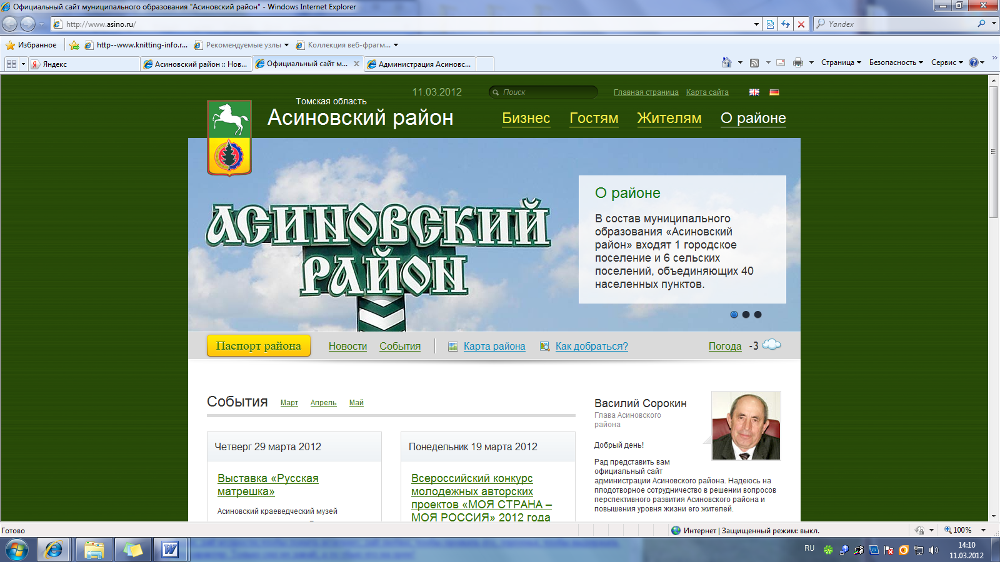 Официальный сайт муниципального образования "Асиновский район" - Windows Internet Explorer
http://www.asino.ru/
Yandex
Избранное
http--www.knitting-info.r...
Рекомендуемые узлы
Коллекция веб-фрагм...
Яндекс
Асиновский район :: Нов...
Официальный сайт м...
Администрация Асиновс...
Страница
Безопасность
Сервис
11.03.2012
Поиск
Главная страница
Карта сайта
Томская область
Асиновский район
Бизнес
Гостям
Жителям
О районе
АСИНОВСКИЙ
РАЙОН
О районе
В состав муниципального
образования «Асиновский
район» входят 1 городское
поселение и 6 сельских
поселений, объединяющих 40
населенных пунктов.
Паспорт района
Новости
События
Карта района
Как добраться?
Погода
-3
События
Март
Апрель
Май
Четверг 29 марта 2012
Выставка «Русская
матрешка»
Асиновский краеведческий музей
Понедельник 19 марта 2012
Всероссийский конкурс
молодежных авторских
проектов «МОЯ СТРАНА –
МОЯ РОССИЯ» 2012 года
Василий Сорокин
Глава Асиновского
района
Добрый день!
Рад представить вам
официальный сайт
администрации Асиновского района. Надеюсь на
плодотворное сотрудничество в решении вопросов
перспективного развития Асиновского района и
повышения уровня жизни его жителей.
Готово
Интернет | Защищенный режим: выкл.
100%
RU
14:10
11.03.2012